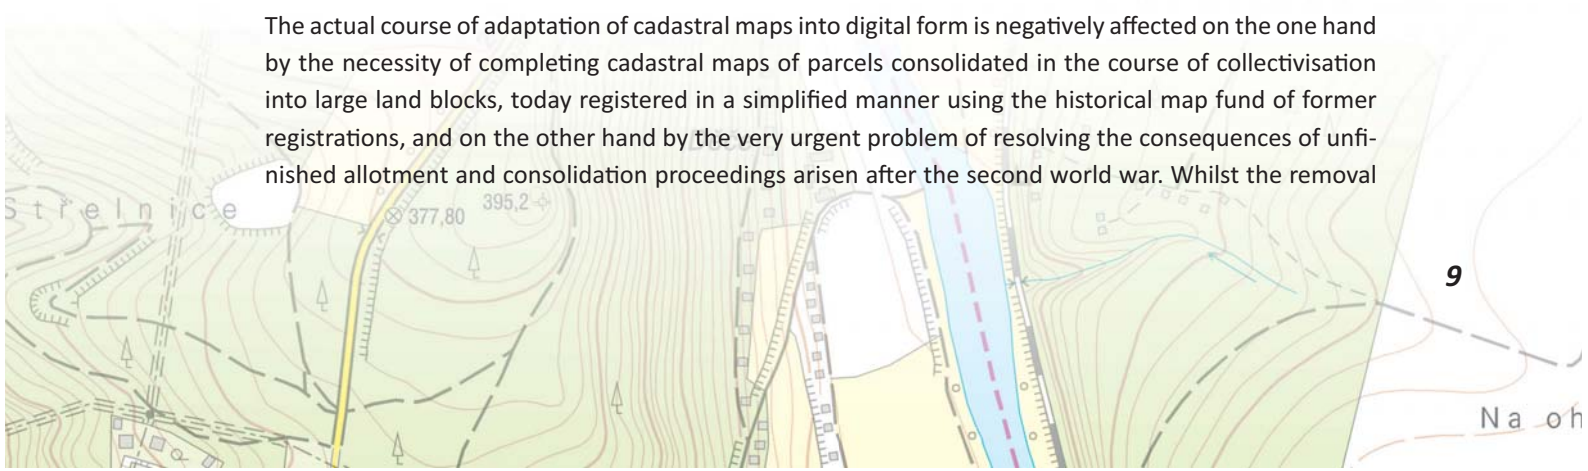 The actual course of adaptation of cadastral maps into digital form is negatively affected on the one hand
by the necessity of completing cadastral maps of parcels consolidated in the course of collectivisation
into large land blocks, today registered in a simplified manner using the historical map fund of former
registrations, and on the other hand by the very urgent problem of resolving the consequences of unfi-
nished allotment and consolidation proceedings arisen after the second world war. Whilst the removal
Střelnice
377,80
395,2
9
Na oh